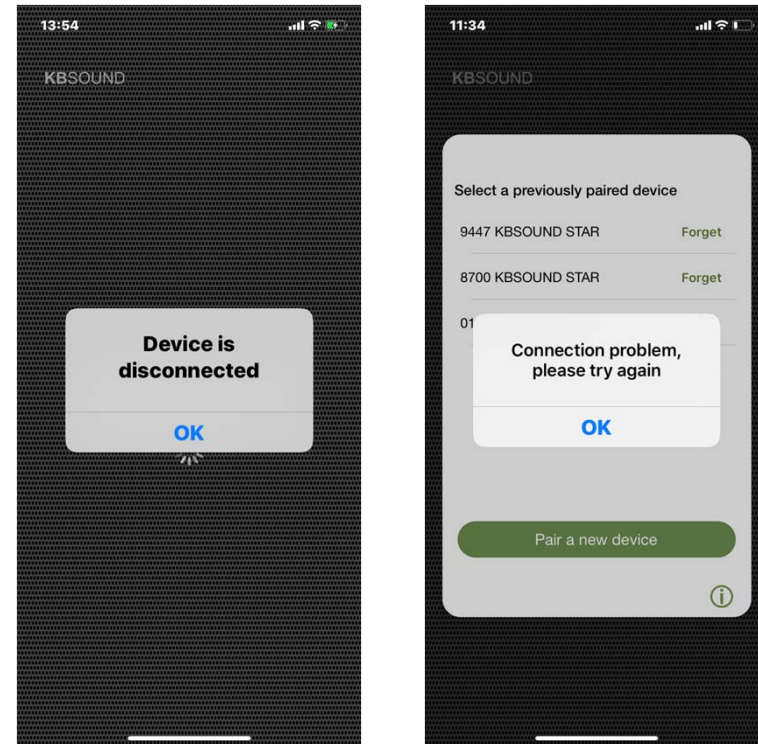 13:54
KBSOUND
Device is
disconnected
OK
11:34
KBSOUND
Select a previously paired device
9447 KBSOUND STAR Forget
8700 KBSOUND STAR Forget
01
Connection problem,
please try again
OK
Pair a new device